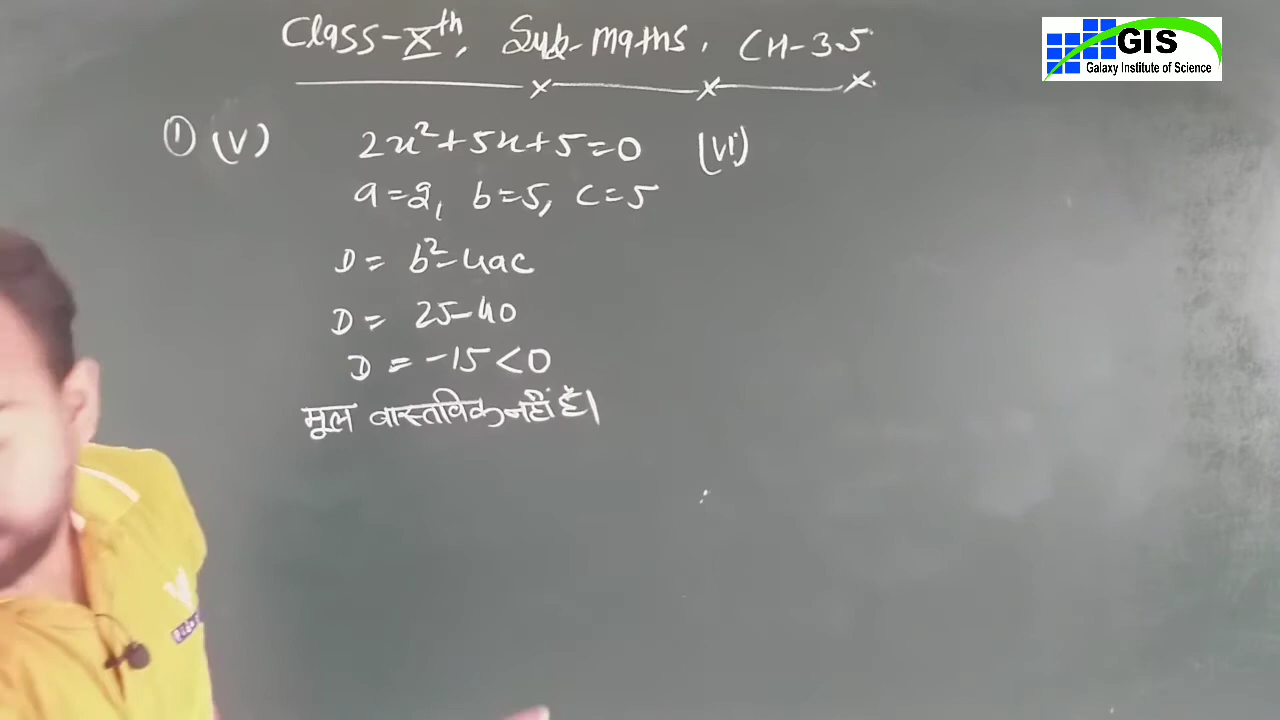 Class-Xth, Sub-Maths, CH-3.5
GIS
Galaxy Institute of Science
① (V) 2x²+5x+5=0 (vi)
a=2, b=5, c=5
D= b²-4ac
D= 25-40
D = -15<0
मूल वास्तविक नहीं है।